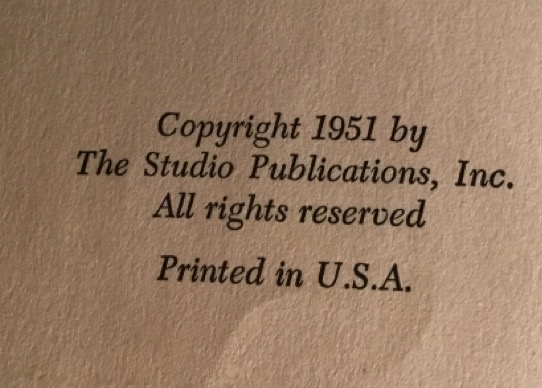 Copyright 1951 by
The Studio Publications, Inc.
All rights reserved
Printed in U.S.A.